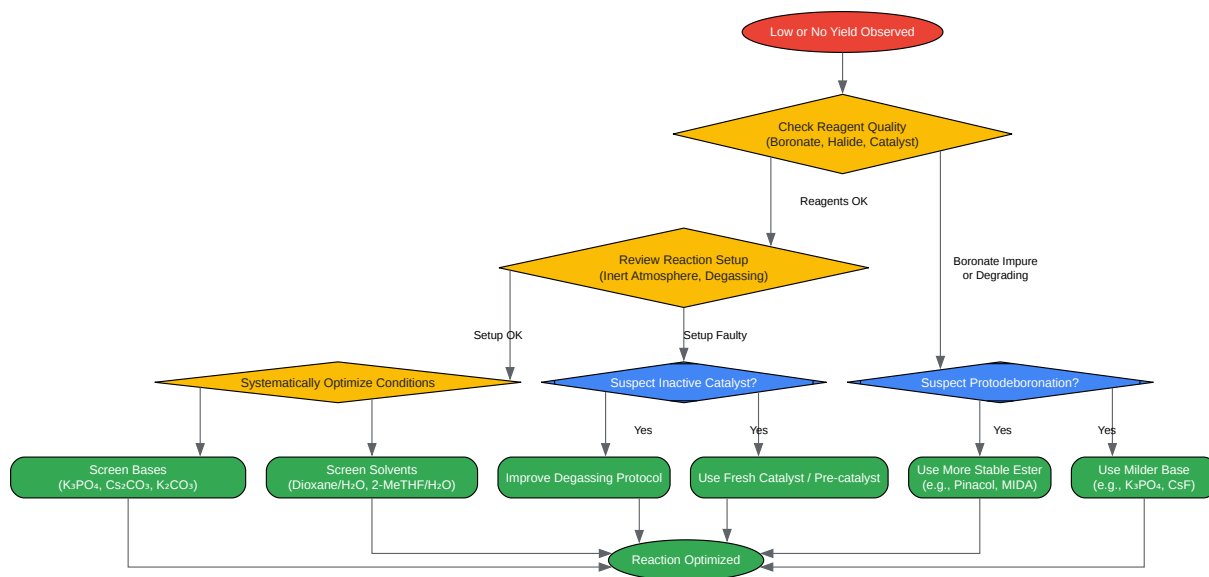 Low or No Yield Observed
Check Reagent Quality
(Boronate, Halide, Catalyst)
Reagents OK
Review Reaction Setup
(Inert Atmosphere, Degassing)
Boronate Impure
or Degrading
Setup OK
Setup Faulty
Systematically Optimize Conditions
Suspect Inactive Catalyst?
Suspect Protodeboronation?
Yes
Yes
Yes
Yes
Screen Bases
(K₃PO₄, Cs₂CO₃, K₂CO₃)
Screen Solvents
(Dioxane/H₂O, 2-MeTHF/H₂O)
Improve Degassing Protocol
Use Fresh Catalyst / Pre-catalyst
Use More Stable Ester
(e.g., Pinacol, MIDA)
Use Milder Base
(e.g., K₃PO₄, CsF)
Reaction Optimized